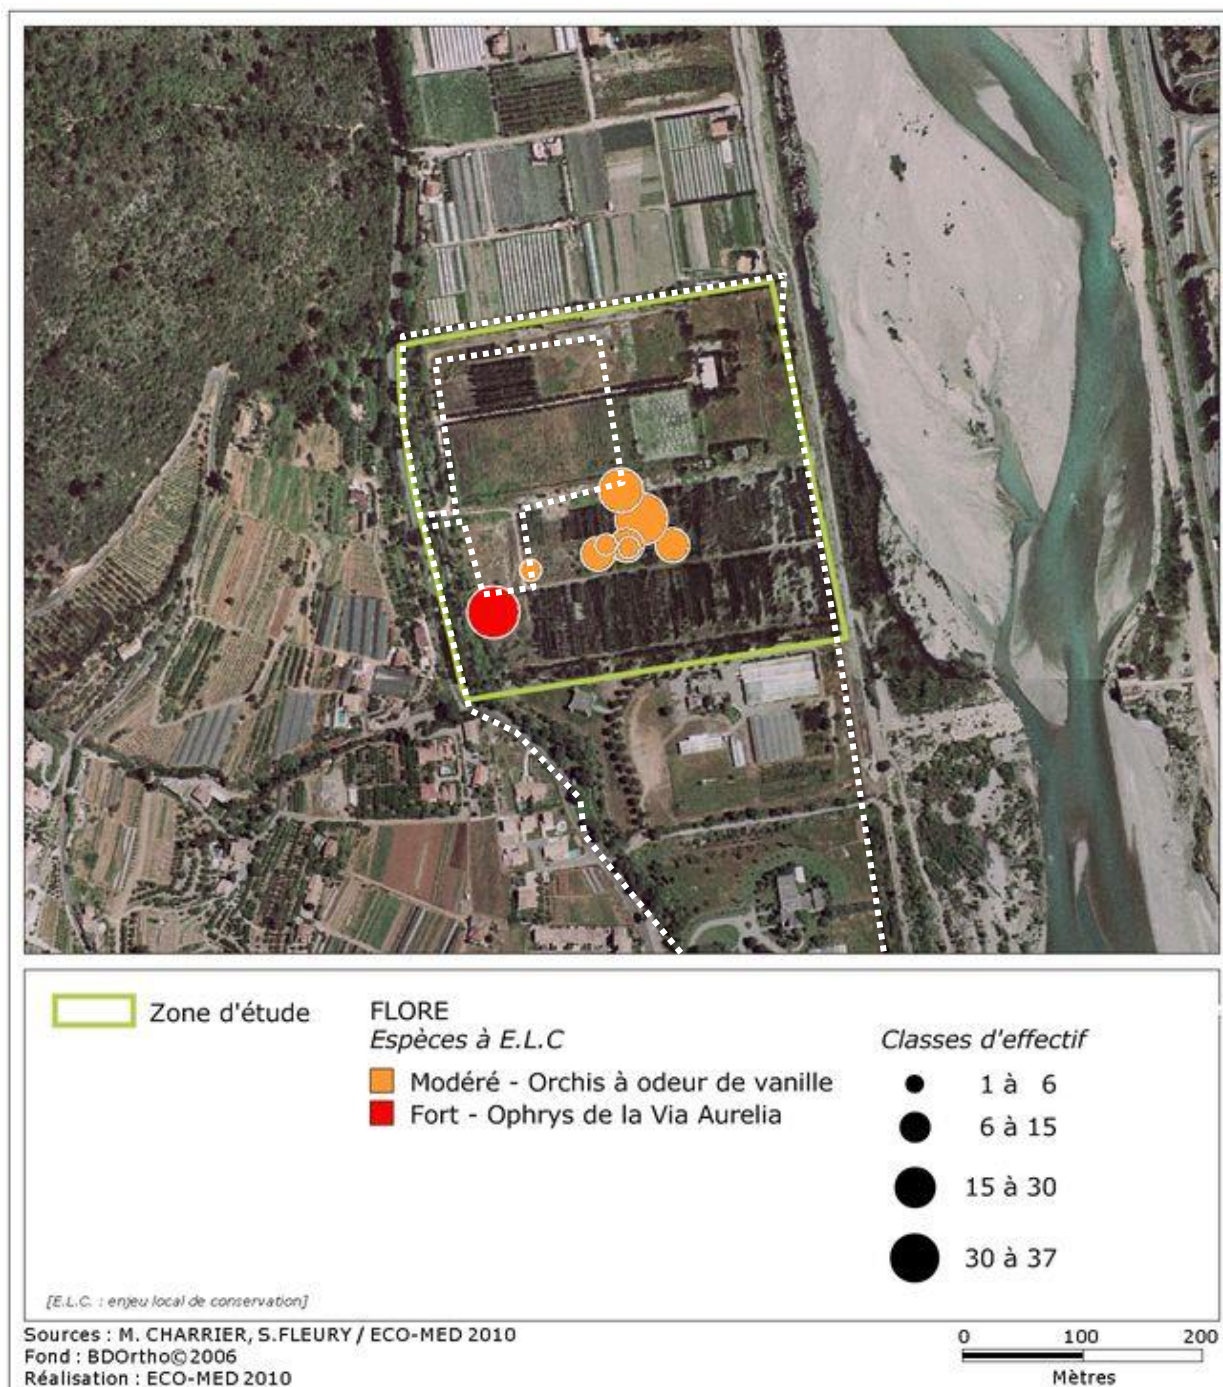 Zone d'étude
FLORE
Espèces à E.L.C
Modéré - Orchis à odeur de vanille
Fort - Ophrys de la Via Aurelia
Classes d'effectif
1 à 6
6 à 15
15 à 30
30 à 37
[E.L.C. : enjeu local de conservation]
Sources : M. CHARRIER, S.FLEURY / ECO-MED 2010
Fond : BDOrtho©2006
Réalisation : ECO-MED 2010
0 100 200
Mètres